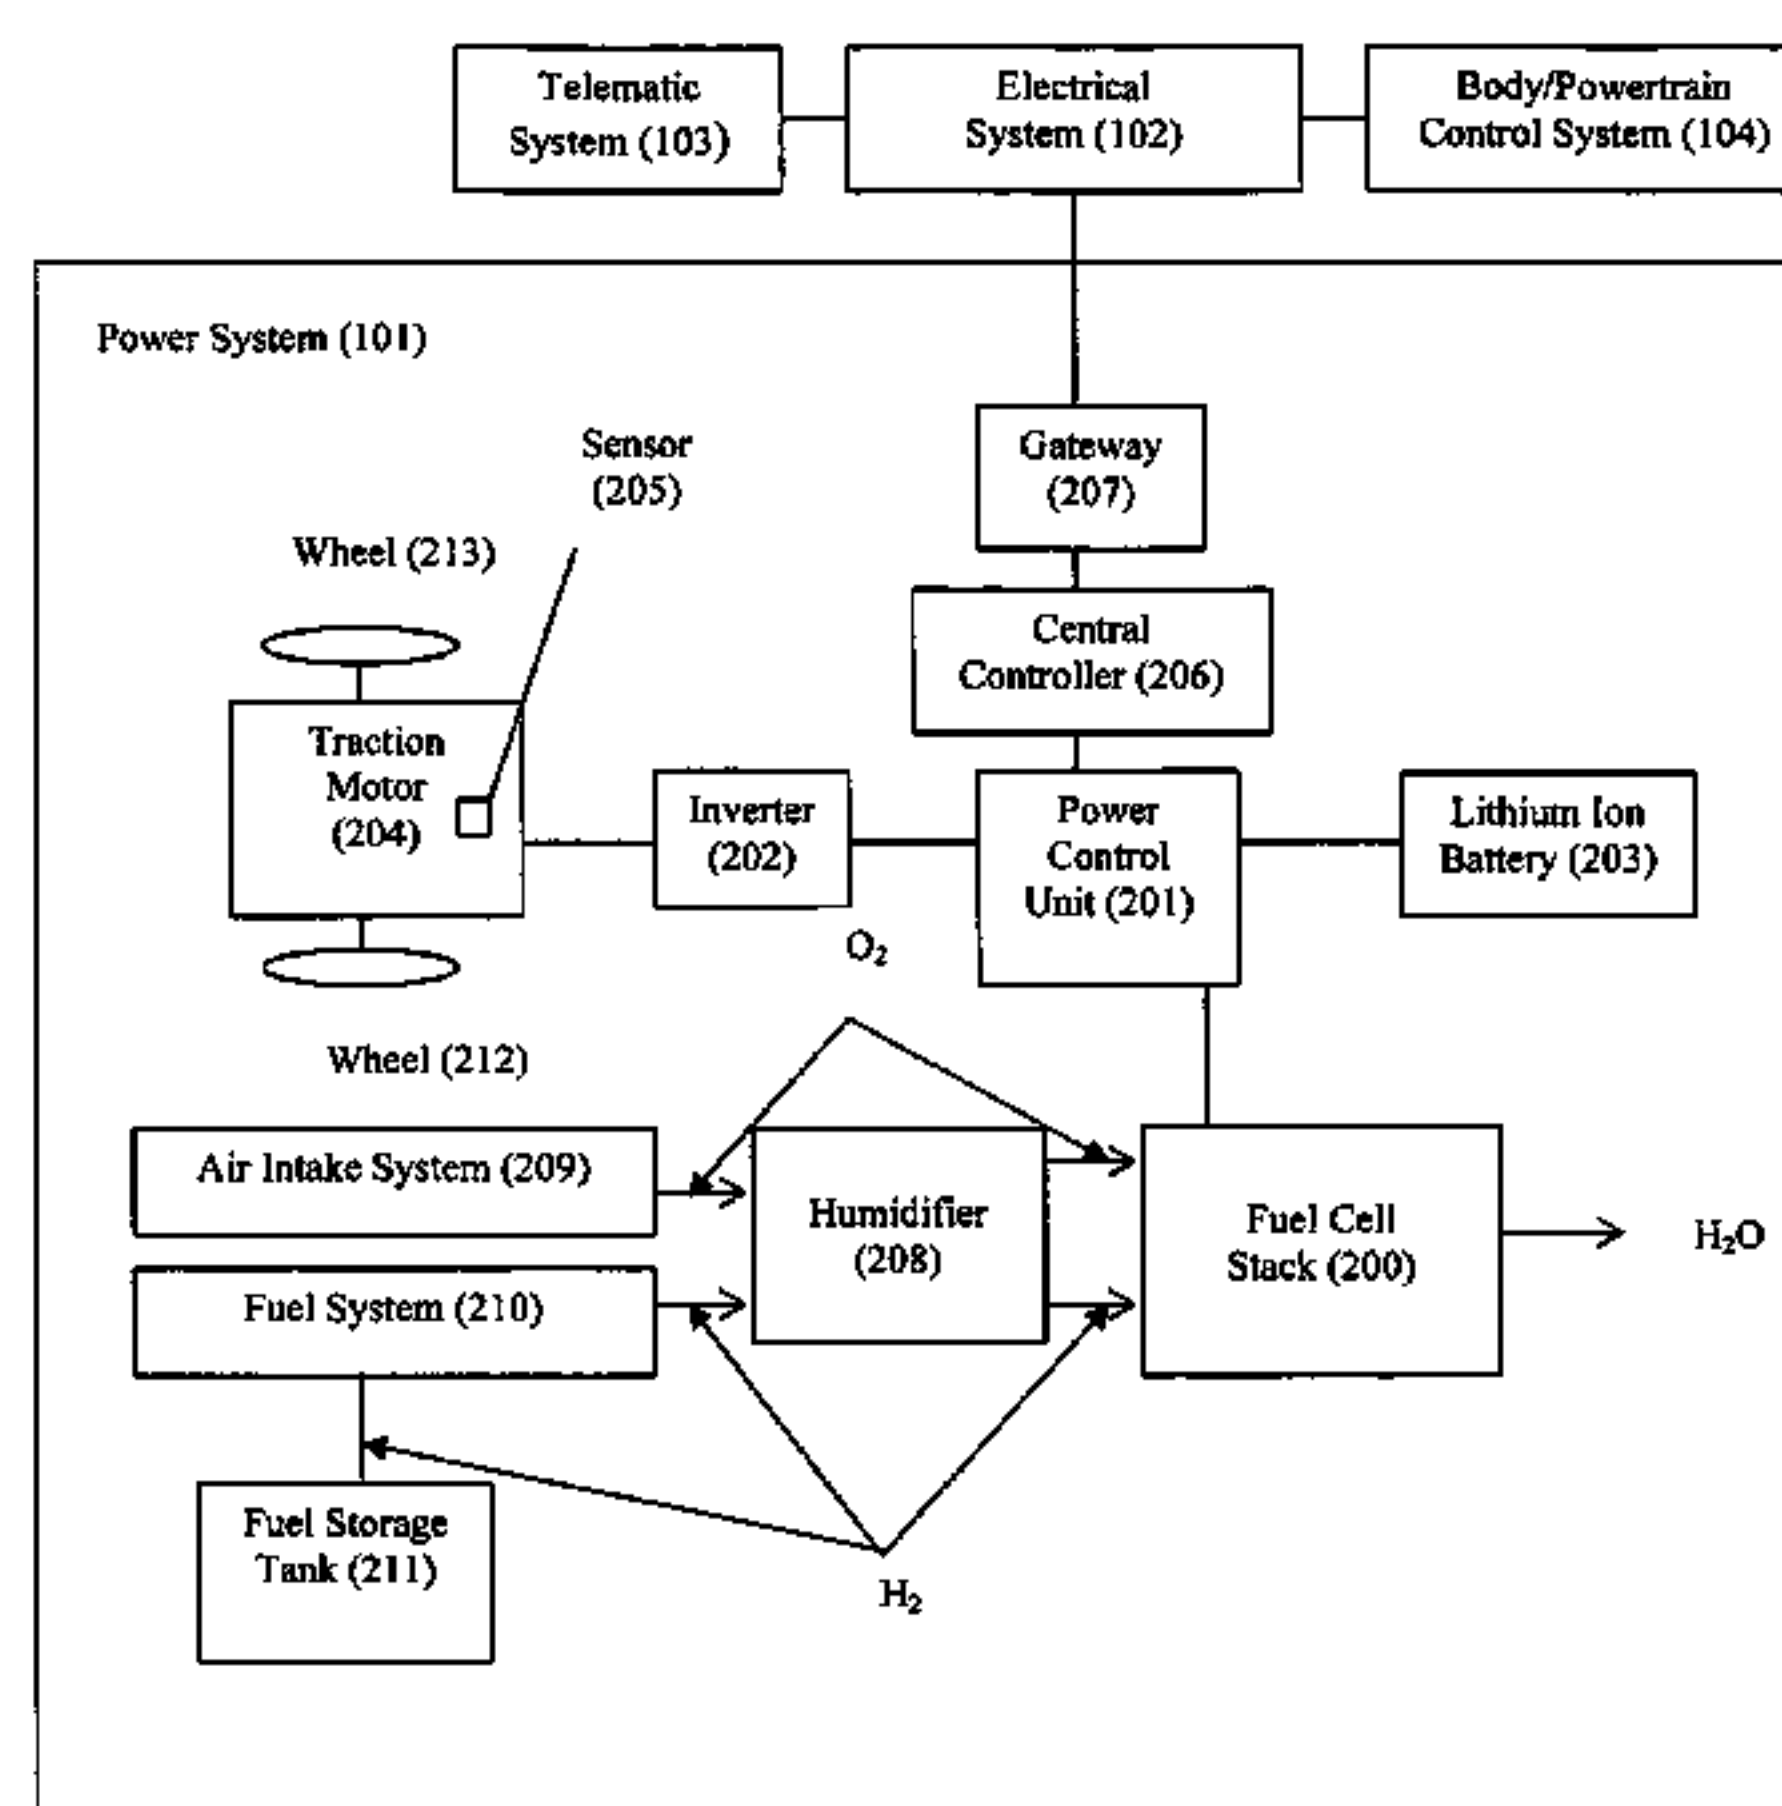 Telematic
System (103)
Electrical
System (102)
Body/Powertrain
Control System (104)
Power System (101)
Sensor
(205)
Gateway
(207)
Wheel (213)
Central
Controller (206)
Traction
Motor
(204)
Inverter
(202)
Power
Control
Unit (201)
Lithium Ion
Battery (203)
O₂
Wheel (212)
Air Intake System (209)
Humidifier
(208)
Fuel Cell
Stack (200)
H₂O
Fuel System (210)
Fuel Storage
Tank (211)
H₂